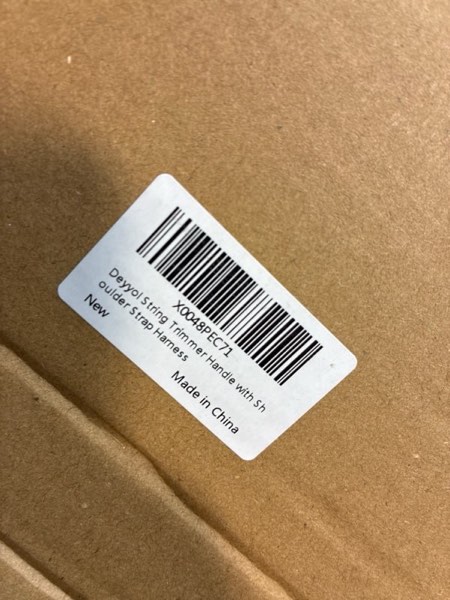 X0048PEC71
Deyyol String Trimmer Handle with Sh
oulder Strap Harness
New
Made in China